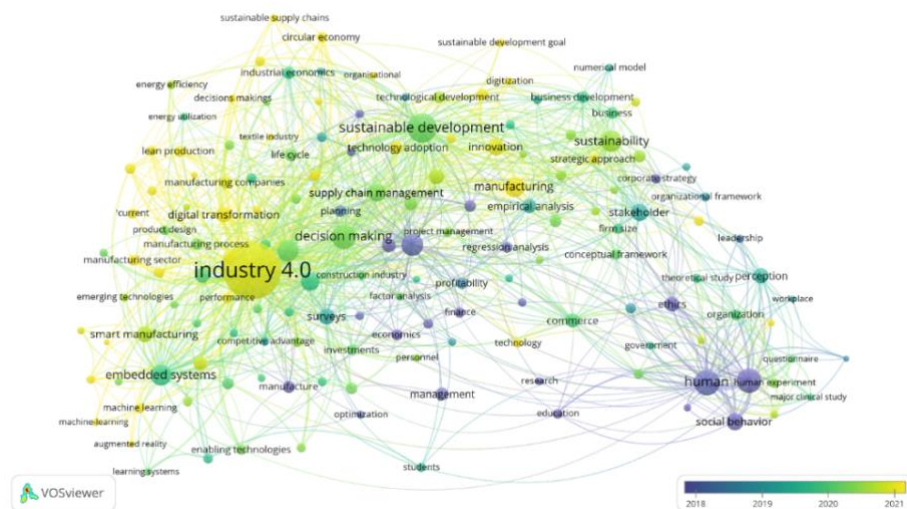 sustainable supply chains
circular economy
sustainable development goal
numerical model
industrial economics
organisational
energy efficiency
digitization
decisions makings
technological development
business development
energy utilization
business
sustainable development
textile industry
sustainability
lean production
life cycle
technology adoption
innovation
strategic approach
manufacturing companies
manufacturing
corporate strategy
supply chain management
organizational framework
'current
digital transformation
planning
empirical analysis
stakeholder
product design
decision making
project management
firm size
leadership
manufacturing process
regression analysis
conceptual framework
manufacturing sector
industry 4.0
construction industry
theoretical study
perception
profitability
emerging technologies
performance
factor analysis
workplace
ethics
surveys
finance
organization
smart manufacturing
competitive advantage
economics
commerce
technology
government
investments
personnel
questionnaire
embedded systems
manufacture
management
research
human
human experiment
major clinical study
machine learning
machine-learning
optimization
education
social behavior
augmented reality
enabling technologies
learning systems
students
VOSviewer
2018 2019 2020 2021